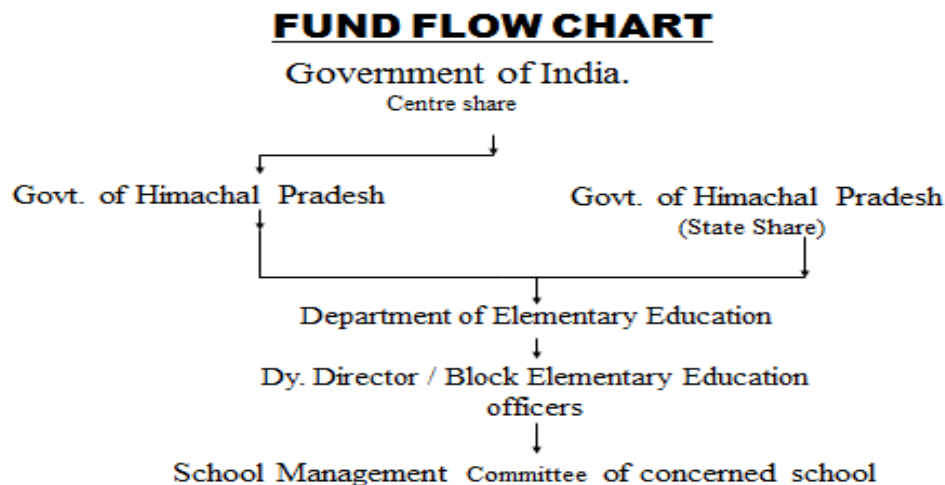 FUND FLOW CHART
Government of India.
Centre share
Govt. of Himachal Pradesh
Govt. of Himachal Pradesh
(State Share)
Department of Elementary Education
Dy. Director / Block Elementary Education
officers
School Management Committee of concerned school